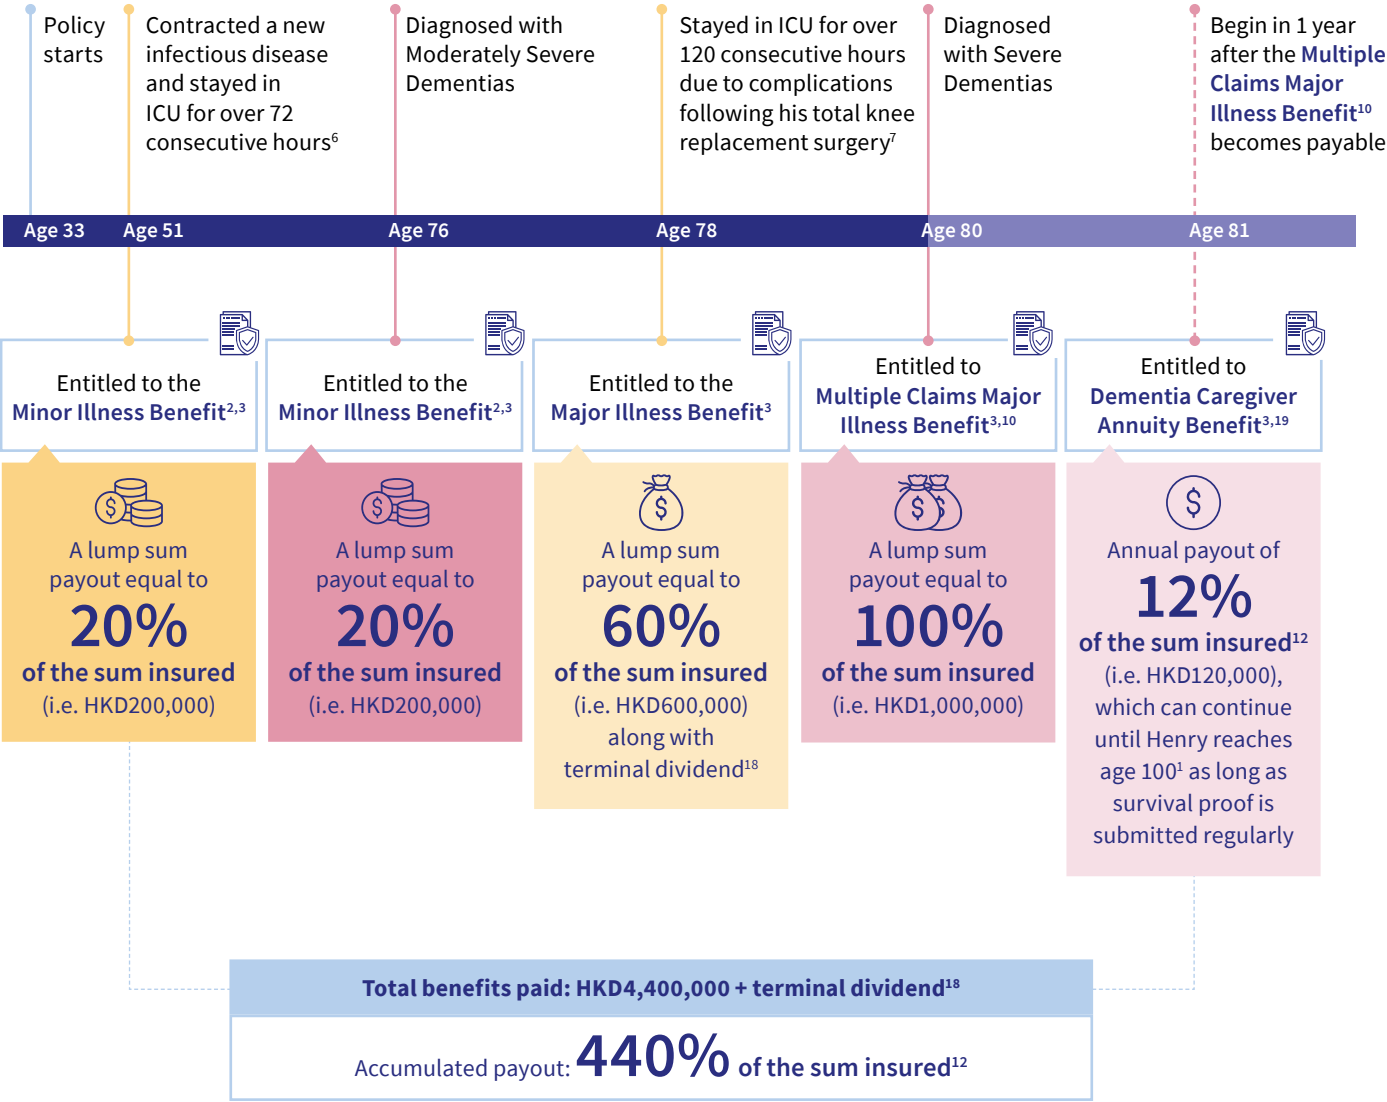 Policy
starts
Contracted a new
infectious disease
and stayed in
ICU for over 72
consecutive hours6
Diagnosed with
Moderately Severe
Dementias
Stayed in ICU for over
120 consecutive hours
due to complications
following his total knee
replacement surgery7
Diagnosed
with Severe
Dementias
Begin in 1 year
after the Multiple
Claims Major
Illness Benefit10
becomes payable
Age 33
Age 51
Age 76
Age 78
Age 80
Age 81
Entitled to the
Minor Illness Benefit2,3
Entitled to the
Minor Illness Benefit2,3
Entitled to the
Major Illness Benefit3
Entitled to
Multiple Claims Major
Illness Benefit3,10
Entitled to
Dementia Caregiver
Annuity Benefit3,19
$
A lump sum
payout equal to
20%
of the sum insured
(i.e. HKD200,000)
$
A lump sum
payout equal to
20%
of the sum insured
(i.e. HKD200,000)
$
A lump sum
payout equal to
60%
of the sum insured
(i.e. HKD600,000)
along with
terminal dividend18
$ $
A lump sum
payout equal to
100%
of the sum insured
(i.e. HKD1,000,000)
$
Annual payout of
12%
of the sum insured12
(i.e. HKD120,000),
which can continue
until Henry reaches
age 1001 as long as
survival proof is
submitted regularly
Total benefits paid: HKD4,400,000 + terminal dividend18
Accumulated payout: 440% of the sum insured12